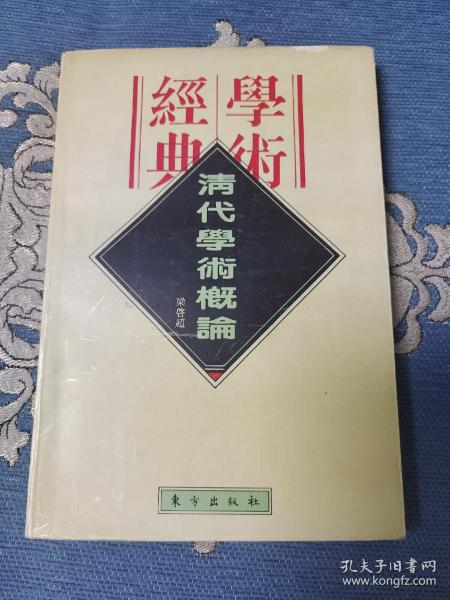 學術
經典
清代學術概論
梁啓超
東方出版社
孔夫子旧书网
www.kongfz.com